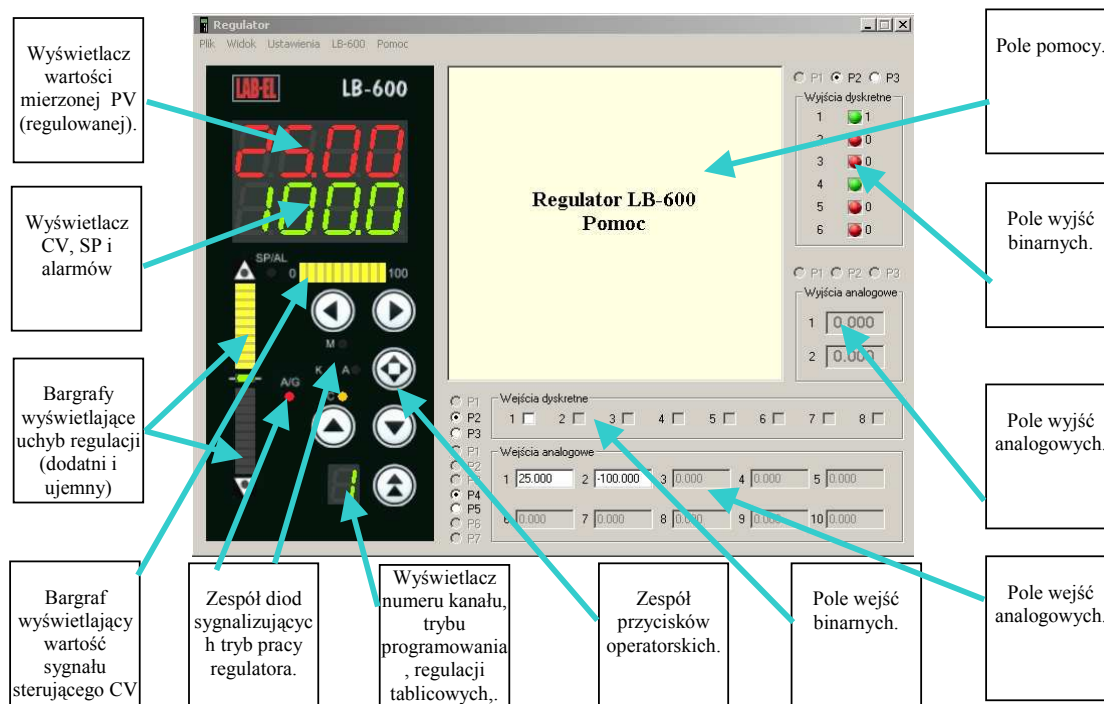 Wyświetlacz
wartości
mierzonej PV
(regulowanej).
Wyświetlacz
CV, SP i
alarmów
Bargrafy
wyświetlające
uchyb regulacji
(dodatni i
ujemny)
Regulator
Plik Widok Ustawienia LB-600 Pomoc
LAB-EL LB-600
25.00
100.0
SP/AL
0 100
M
K A
A/G
C
1
Regulator LB-600
Pomoc
P1 P2 P3
Wyjścia dyskretne
1 1
2 0
3 0
4
5 0
6 0
P1 P2 P3
Wyjścia analogowe
1 0.000
2 0.000
P1
P2
P3
Wejścia dyskretne
1 2 3 4 5 6 7 8
P1
P2
P3
P4
P5
P6
P7
Wejścia analogowe
1 25.000 2 -100.000 3 0.000 4 0.000 5 0.000
6 0.000 7 0.000 8 0.000 9 0.000 10 0.000
Pole pomocy.
Pole wyjść
binarnych.
Pole wyjść
analogowych.
Pole wejść
analogowych.
Bargraf
wyświetlający
wartość
sygnału
sterującego CV
Zespół diod
sygnalizującyc
h tryb pracy
regulatora.
Wyświetlacz
numeru kanału,
trybu
programowania
, regulacji
tablicowych,.
Zespół
przycisków
operatorskich.
Pole wejść
binarnych.